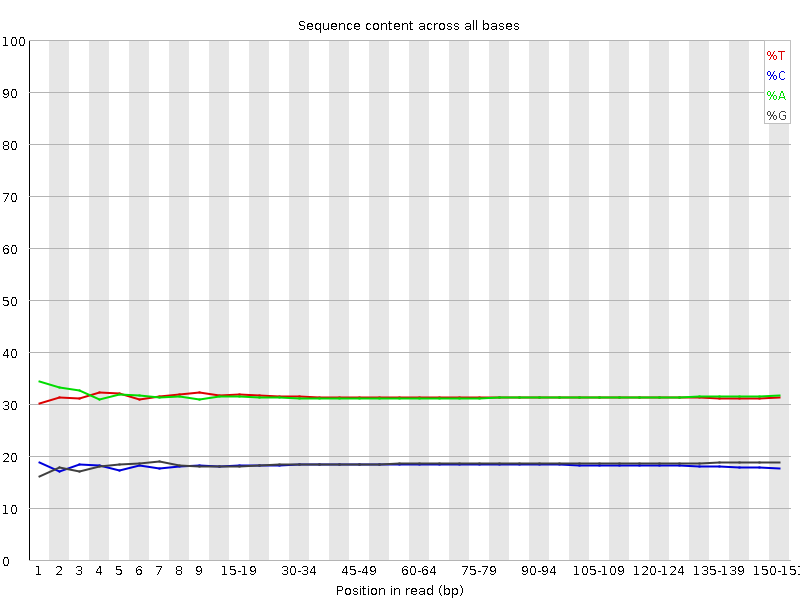 Sequence content across all bases
100
90
80
70
60
50
40
30
20
10
0
%T
%C
%A
%G
1 2 3 4 5 6 7 8 9 15-19 30-34 45-49 60-64 75-79 90-94 105-109 120-124 135-139 150-151
Position in read (bp)